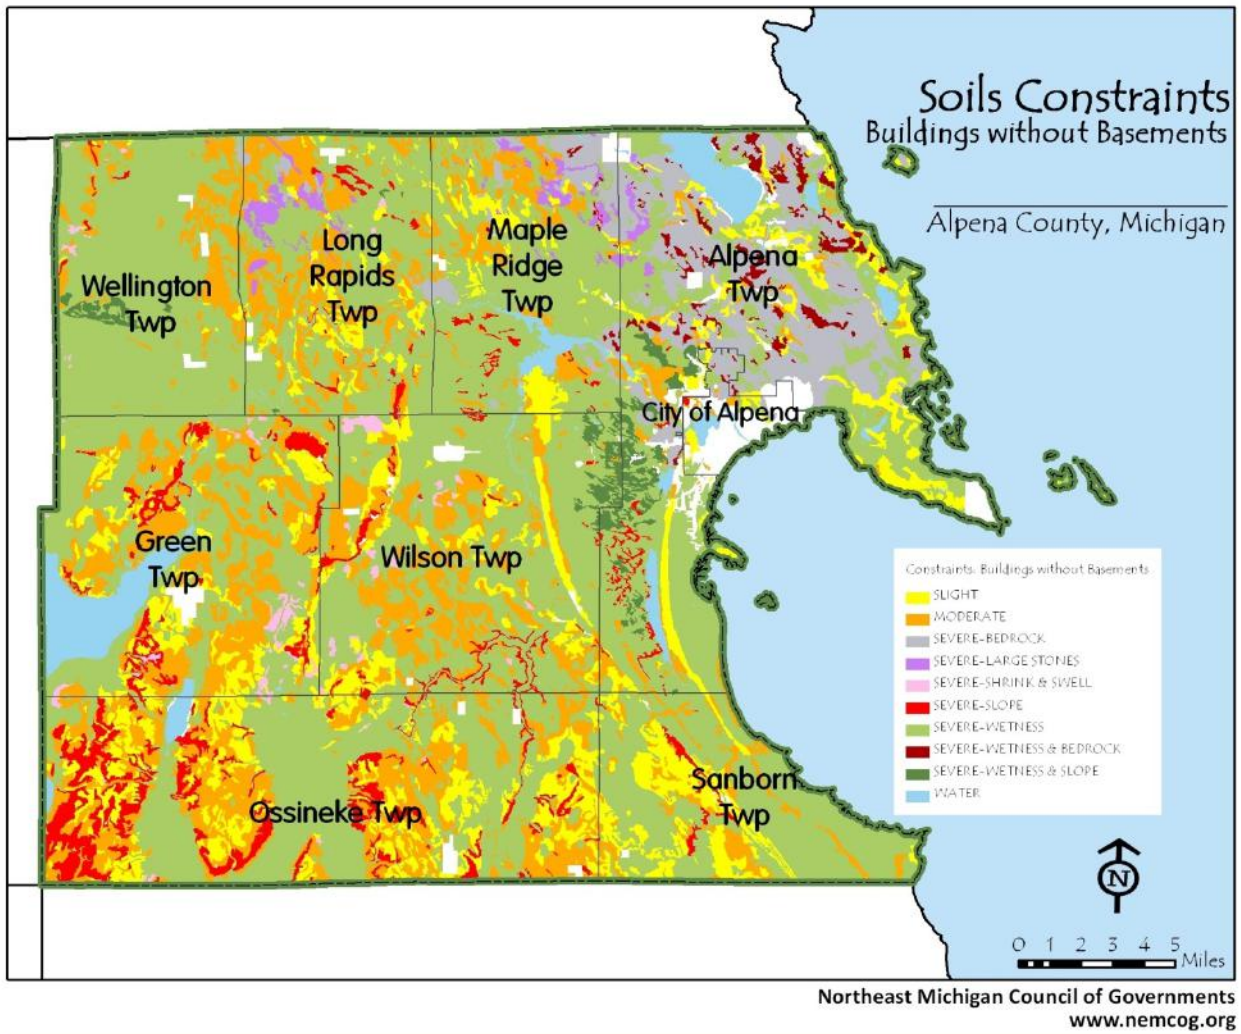 Soils Constraints
Buildings without Basements
Alpena County, Michigan
Long
Rapids
Twp
Maple
Ridge
Twp
Alpena
Twp
Wellington
Twp
City of Alpena
Green
Twp
Wilson Twp
Ossineke Twp
Sanborn
Twp
Constraints: Buildings without Basements
SLIGHT
MODERATE
SEVERE-BEDROCK
SEVERE-LARGE STONES
SEVERE-SHRINK & SWELL
SEVERE-SLOPE
SEVERE-WETNESS
SEVERE-WETNESS & BEDROCK
SEVERE-WETNESS & SLOPE
WATER
N
0 1 2 3 4 5
Miles
Northeast Michigan Council of Governments
www.nemcog.org